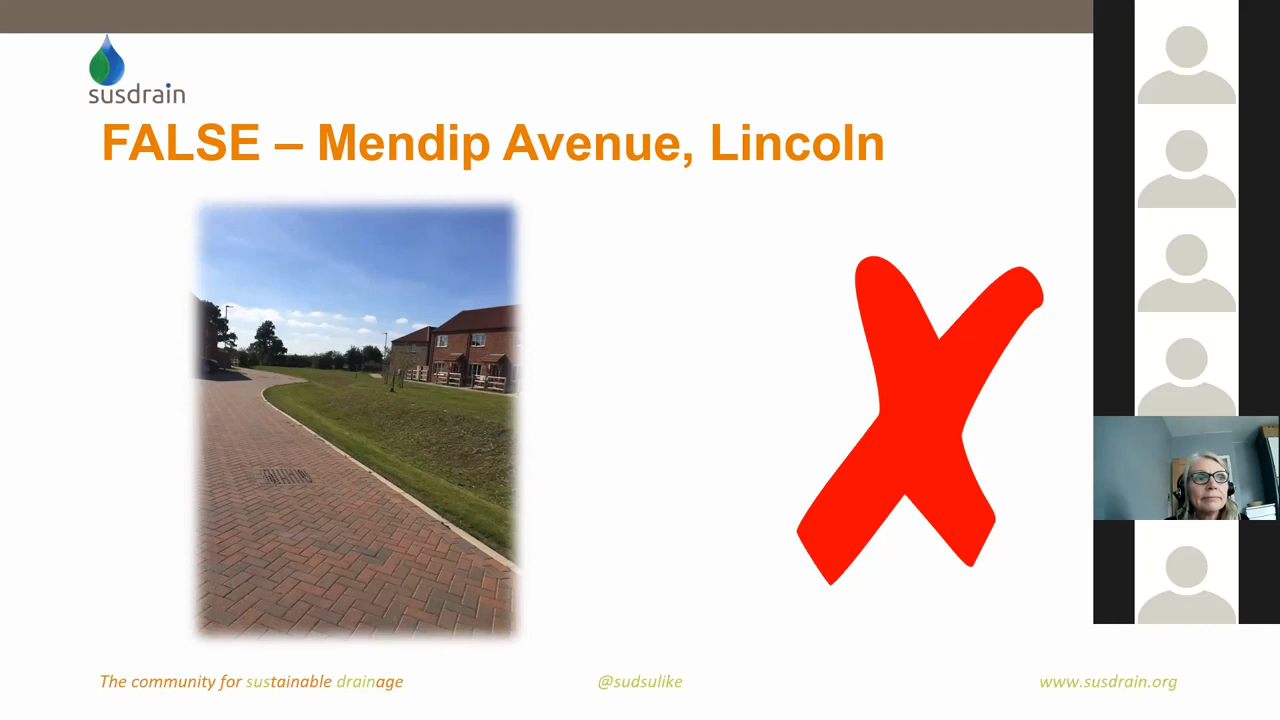 susdrain
FALSE – Mendip Avenue, Lincoln
The community for sustainable drainage
@sudsulike
www.susdrain.org